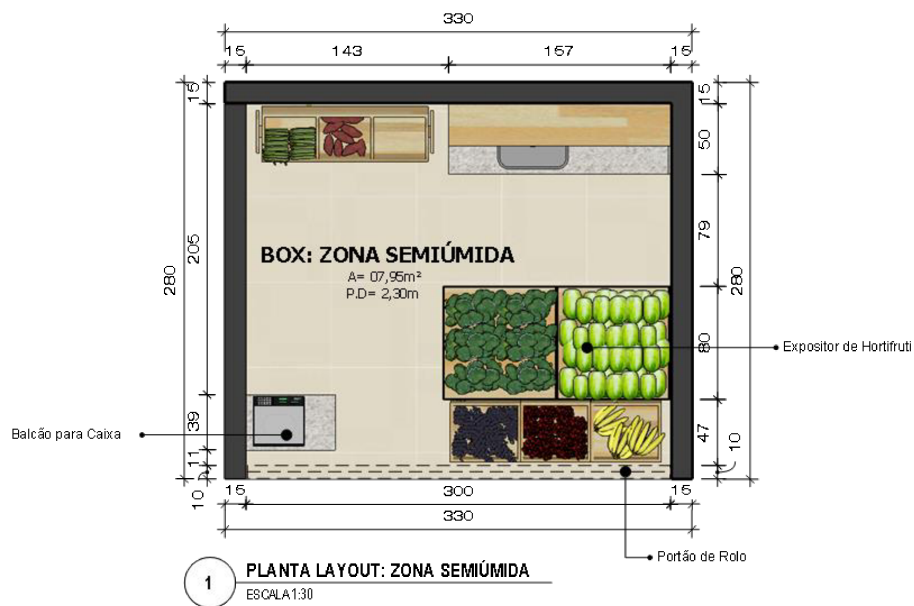 330
15 143 157 15
15
205
280
39
11
10
15
50
79
280
80
47
10
BOX: ZONA SEMIÚMIDA
A= 07,95m²
P.D= 2,30m
Expositor de Hortifruti
Balcão para Caixa
15 300 15
330
Portão de Rolo
1 PLANTA LAYOUT: ZONA SEMIÚMIDA
ESCALA1:30